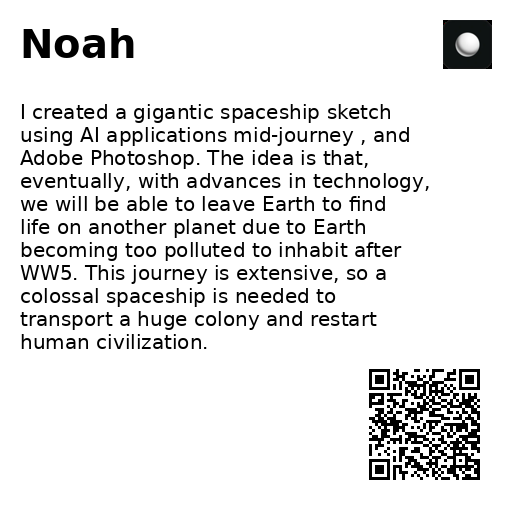 Noah
I created a gigantic spaceship sketch
using AI applications mid-journey , and
Adobe Photoshop. The idea is that,
eventually, with advances in technology,
we will be able to leave Earth to find
life on another planet due to Earth
becoming too polluted to inhabit after
WW5. This journey is extensive, so a
colossal spaceship is needed to
transport a huge colony and restart
human civilization.